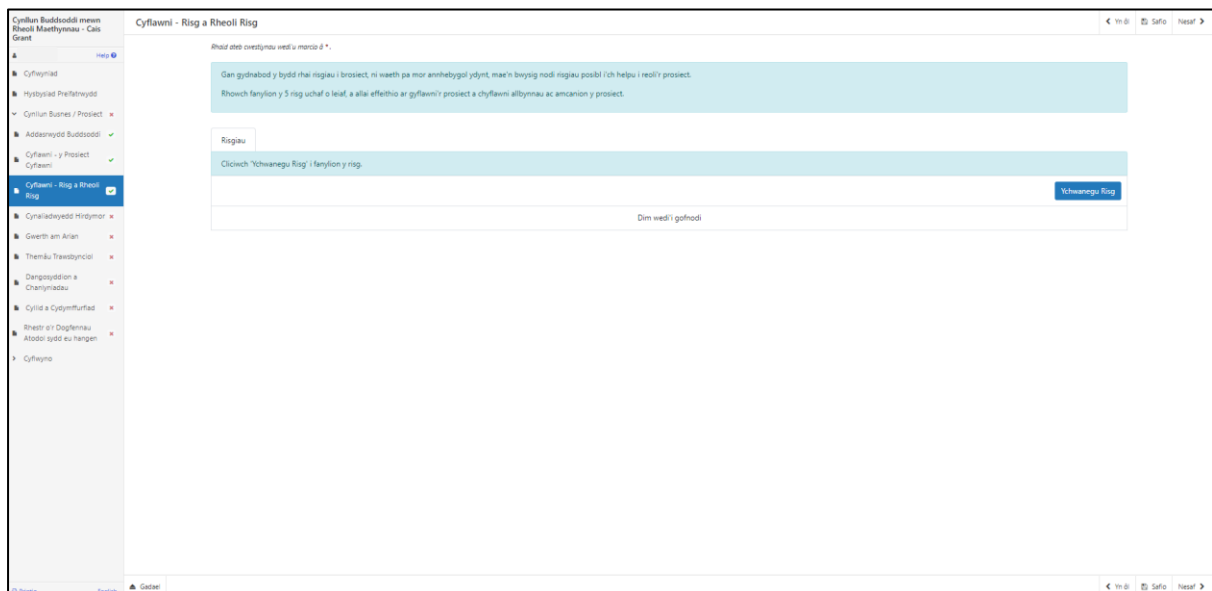 Cynllun Buddsoddi mewn
Rheoli Maethynnau - Cais
Grant
Help
Cyflwyniad
Hysbysiad Preifatrwydd
Cynllun Busnes / Prosiect
Addasrwydd Buddsoddi
Cyflawni - y Prosiect
Cyflawni
Cyflawni - Risg a Rheoli
Risg
Cynaliadwyedd Hirdymor
Gwerth am Arian
Themâu Trawsbynciol
Dangosyddion a
Chanlyniadau
Cyllid a Cydymffurfiad
Rhestr o'r Dogfennau
Atodol sydd eu hangen
Cyflwyno
Cyflawni - Risg a Rheoli Risg
Yn ôl Safio Nesaf
Rhaid ateb cwestiynau wedi'u marcio â * .
Gan gydnabod y bydd rhai risgiau i brosiect, ni waeth pa mor annhebygol ydynt, mae'n bwysig nodi risgiau posibl i'ch helpu i reoli'r prosiect.
Rhowch fanylion y 5 risg uchaf o leiaf, a allai effeithio ar gyflawni'r prosiect a chyflawni allbynnau ac amcanion y prosiect.
Risgiau
Cliciwch 'Ychwanegu Risg' i fanylion y risg.
Ychwanegu Risg
Dim wedi'i gofnodi
Gadael
Yn ôl Safio Nesaf